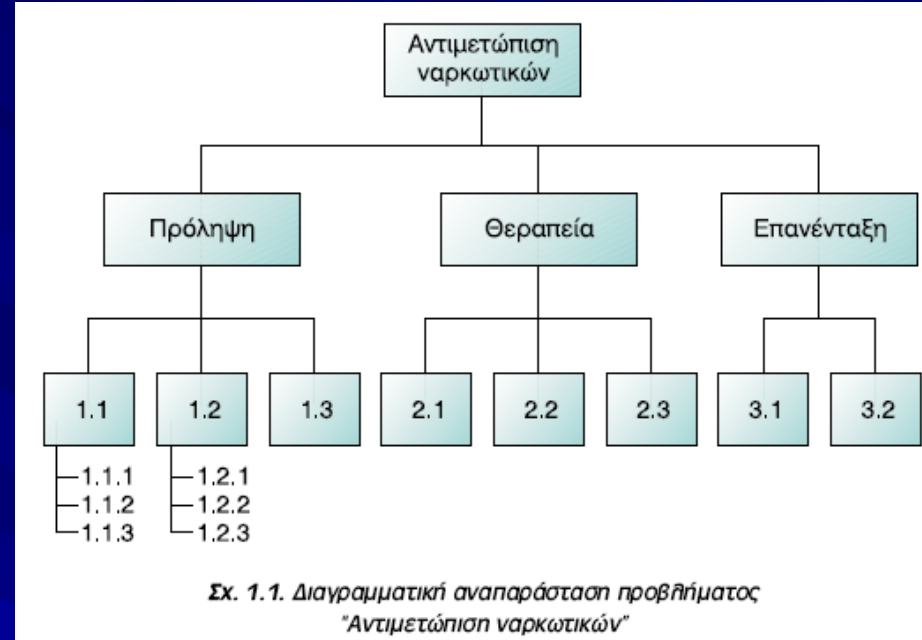 Αντιμετώπιση
ναρκωτικών
Πρόληψη Θεραπεία Επανένταξη
1.1 1.2 1.3 2.1 2.2 2.3 3.1 3.2
1.1.1 1.2.1
1.1.2 1.2.2
1.1.3 1.2.3
Σχ. 1.1. Διαγραμματική αναπαράσταση προβλήματος
"Αντιμετώπιση ναρκωτικών"